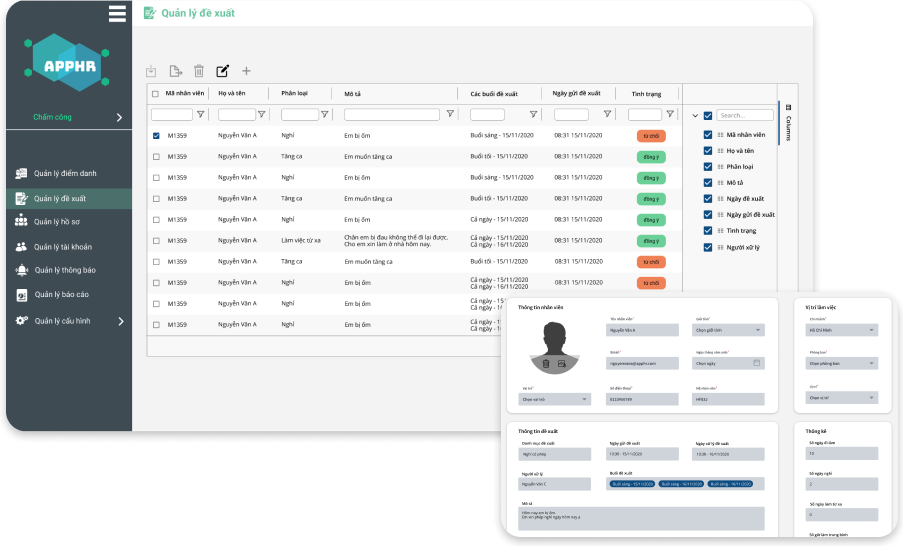 Quản lý đề xuất
APPHR
Chấm công
Quản lý điểm danh
Quản lý đề xuất
Quản lý hồ sơ
Quản lý tài khoản
Quản lý thông báo
Quản lý báo cáo
Quản lý cấu hình
Mã nhân viên Họ và tên Phân loại Mô tả Các buổi đề xuất Ngày gửi đề xuất Tình trạng
M1359 Nguyễn Văn A Nghỉ Em bị ốm Buổi sáng - 15/11/2020 08:31 15/11/2020 từ chối
M1359 Nguyễn Văn A Tăng ca Em muốn tăng ca Buổi tối - 15/11/2020 08:31 15/11/2020 đồng ý
M1359 Nguyễn Văn A Nghỉ Em bị ốm Buổi sáng - 15/11/2020 08:31 15/11/2020 đồng ý
M1359 Nguyễn Văn A Tăng ca Em muốn tăng ca Buổi tối - 15/11/2020 08:31 15/11/2020 đồng ý
M1359 Nguyễn Văn A Nghỉ Em bị ốm Cả ngày - 15/11/2020 08:31 15/11/2020 đồng ý
M1359 Nguyễn Văn A Làm việc từ xa Chân em bị đau không thể đi lại được. Cả ngày - 15/11/2020 08:31 15/11/2020 đồng ý
Cho em xin làm ở nhà hôm nay. Cả ngày - 16/11/2020
M1359 Nguyễn Văn A Tăng ca Em muốn tăng ca Buổi tối - 15/11/2020 08:31 15/11/2020 từ chối
M1359 Nguyễn Văn A Nghỉ Em bị ốm Cả ngày - 15/11/2020 08:31 15/11/2020 từ chối
Cả ngày - 16/11/2020
M1359 Nguyễn Văn A Nghỉ Em bị ốm Cả ngày - 15
Cả ngày - 16
M1359 Nguyễn Văn A Nghỉ Em bị ốm Cả ngày - 1
Cả ngày - 1
Search...
Mã nhân viên
Họ và tên
Phân loại
Mô tả
Ngày đề xuất
Ngày gửi đề xuất
Tình trạng
Người xử lý
Columns
Thông tin nhân viên
Tên nhân viên* Giới tính*
Nguyễn Văn A Chọn giới tính
Email* Ngày tháng năm sinh*
Chọn ngày
Vai trò* Số điện thoại* Mã nhân viên*
Chọn vai trò
Vị trí làm việc
Chi nhánh*
Hồ Chí Minh
Phòng ban*
Chọn phòng ban
Vị trí*
Chọn vị trí
Thông tin đề xuất
Danh mục đề xuất Ngày gửi đề xuất Ngày xử lý đề xuất
Nghỉ có phép 10:30 - 15/11/2020 10:30 - 15/11/2020
Người xử lý Buổi đề xuất
Nguyễn Văn C Buổi sáng - 15/11/2020 Buổi sáng - 16/11/2020 Buổi sáng - 16/11/2020
Mô tả
Hôm nay em bị ốm.
Em xin phép nghỉ ngày hôm nay ạ
Thống kê
Số ngày đi làm
10
Số ngày nghỉ
2
Số ngày làm từ xa
0
Số giờ làm trung bình